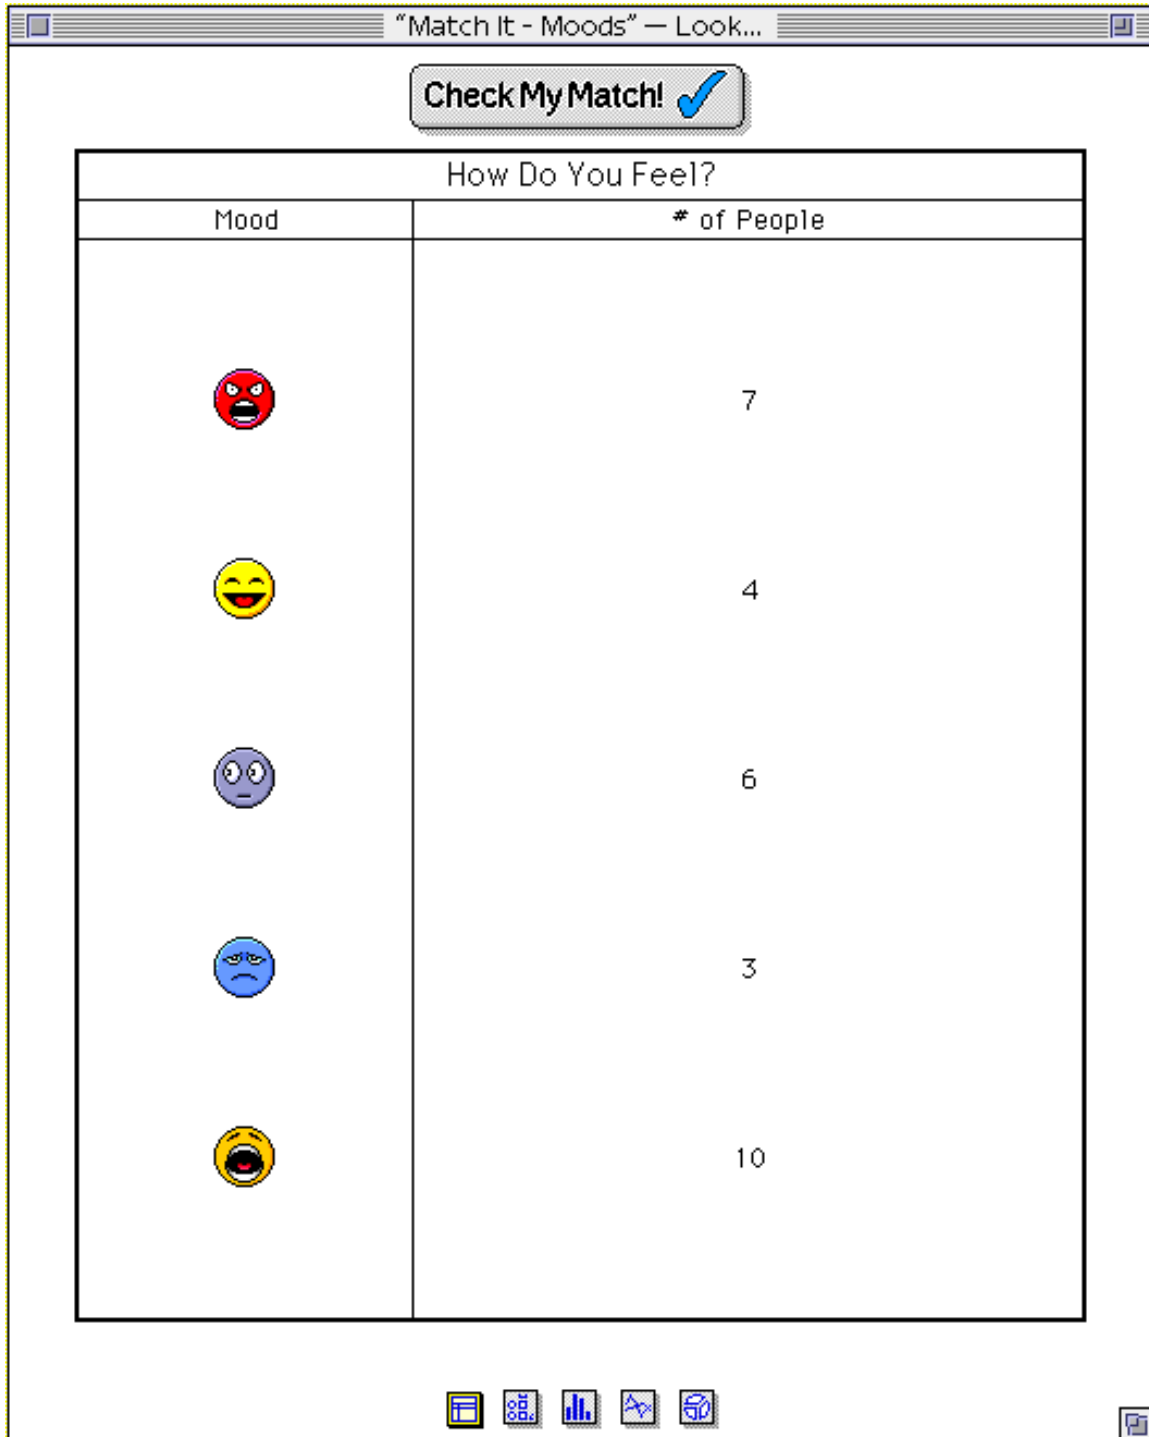 “Match It - Moods” — Look...
Check My Match!
How Do You Feel?
Mood # of People
7
4
6
3
10